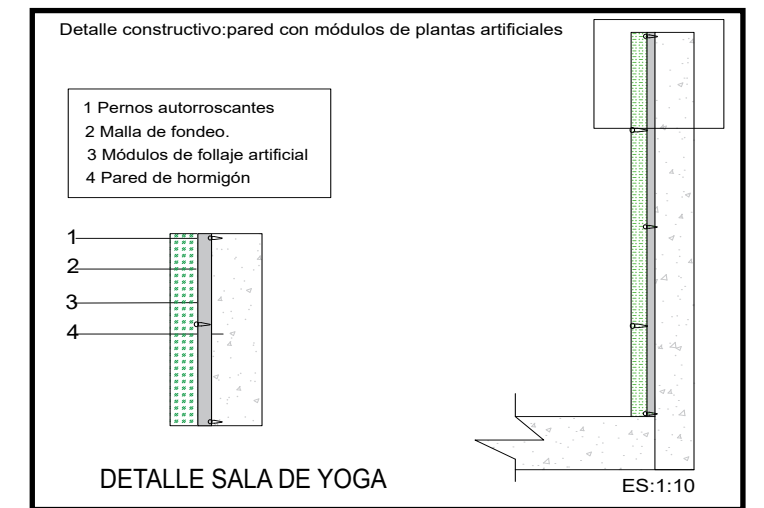 Detalle constructivo:pared con módulos de plantas artificiales
1 Pernos autorroscantes
2 Malla de fondeo.
3 Módulos de follaje artificial
4 Pared de hormigón
1
2
3
4
DETALLE SALA DE YOGA
ES:1:10